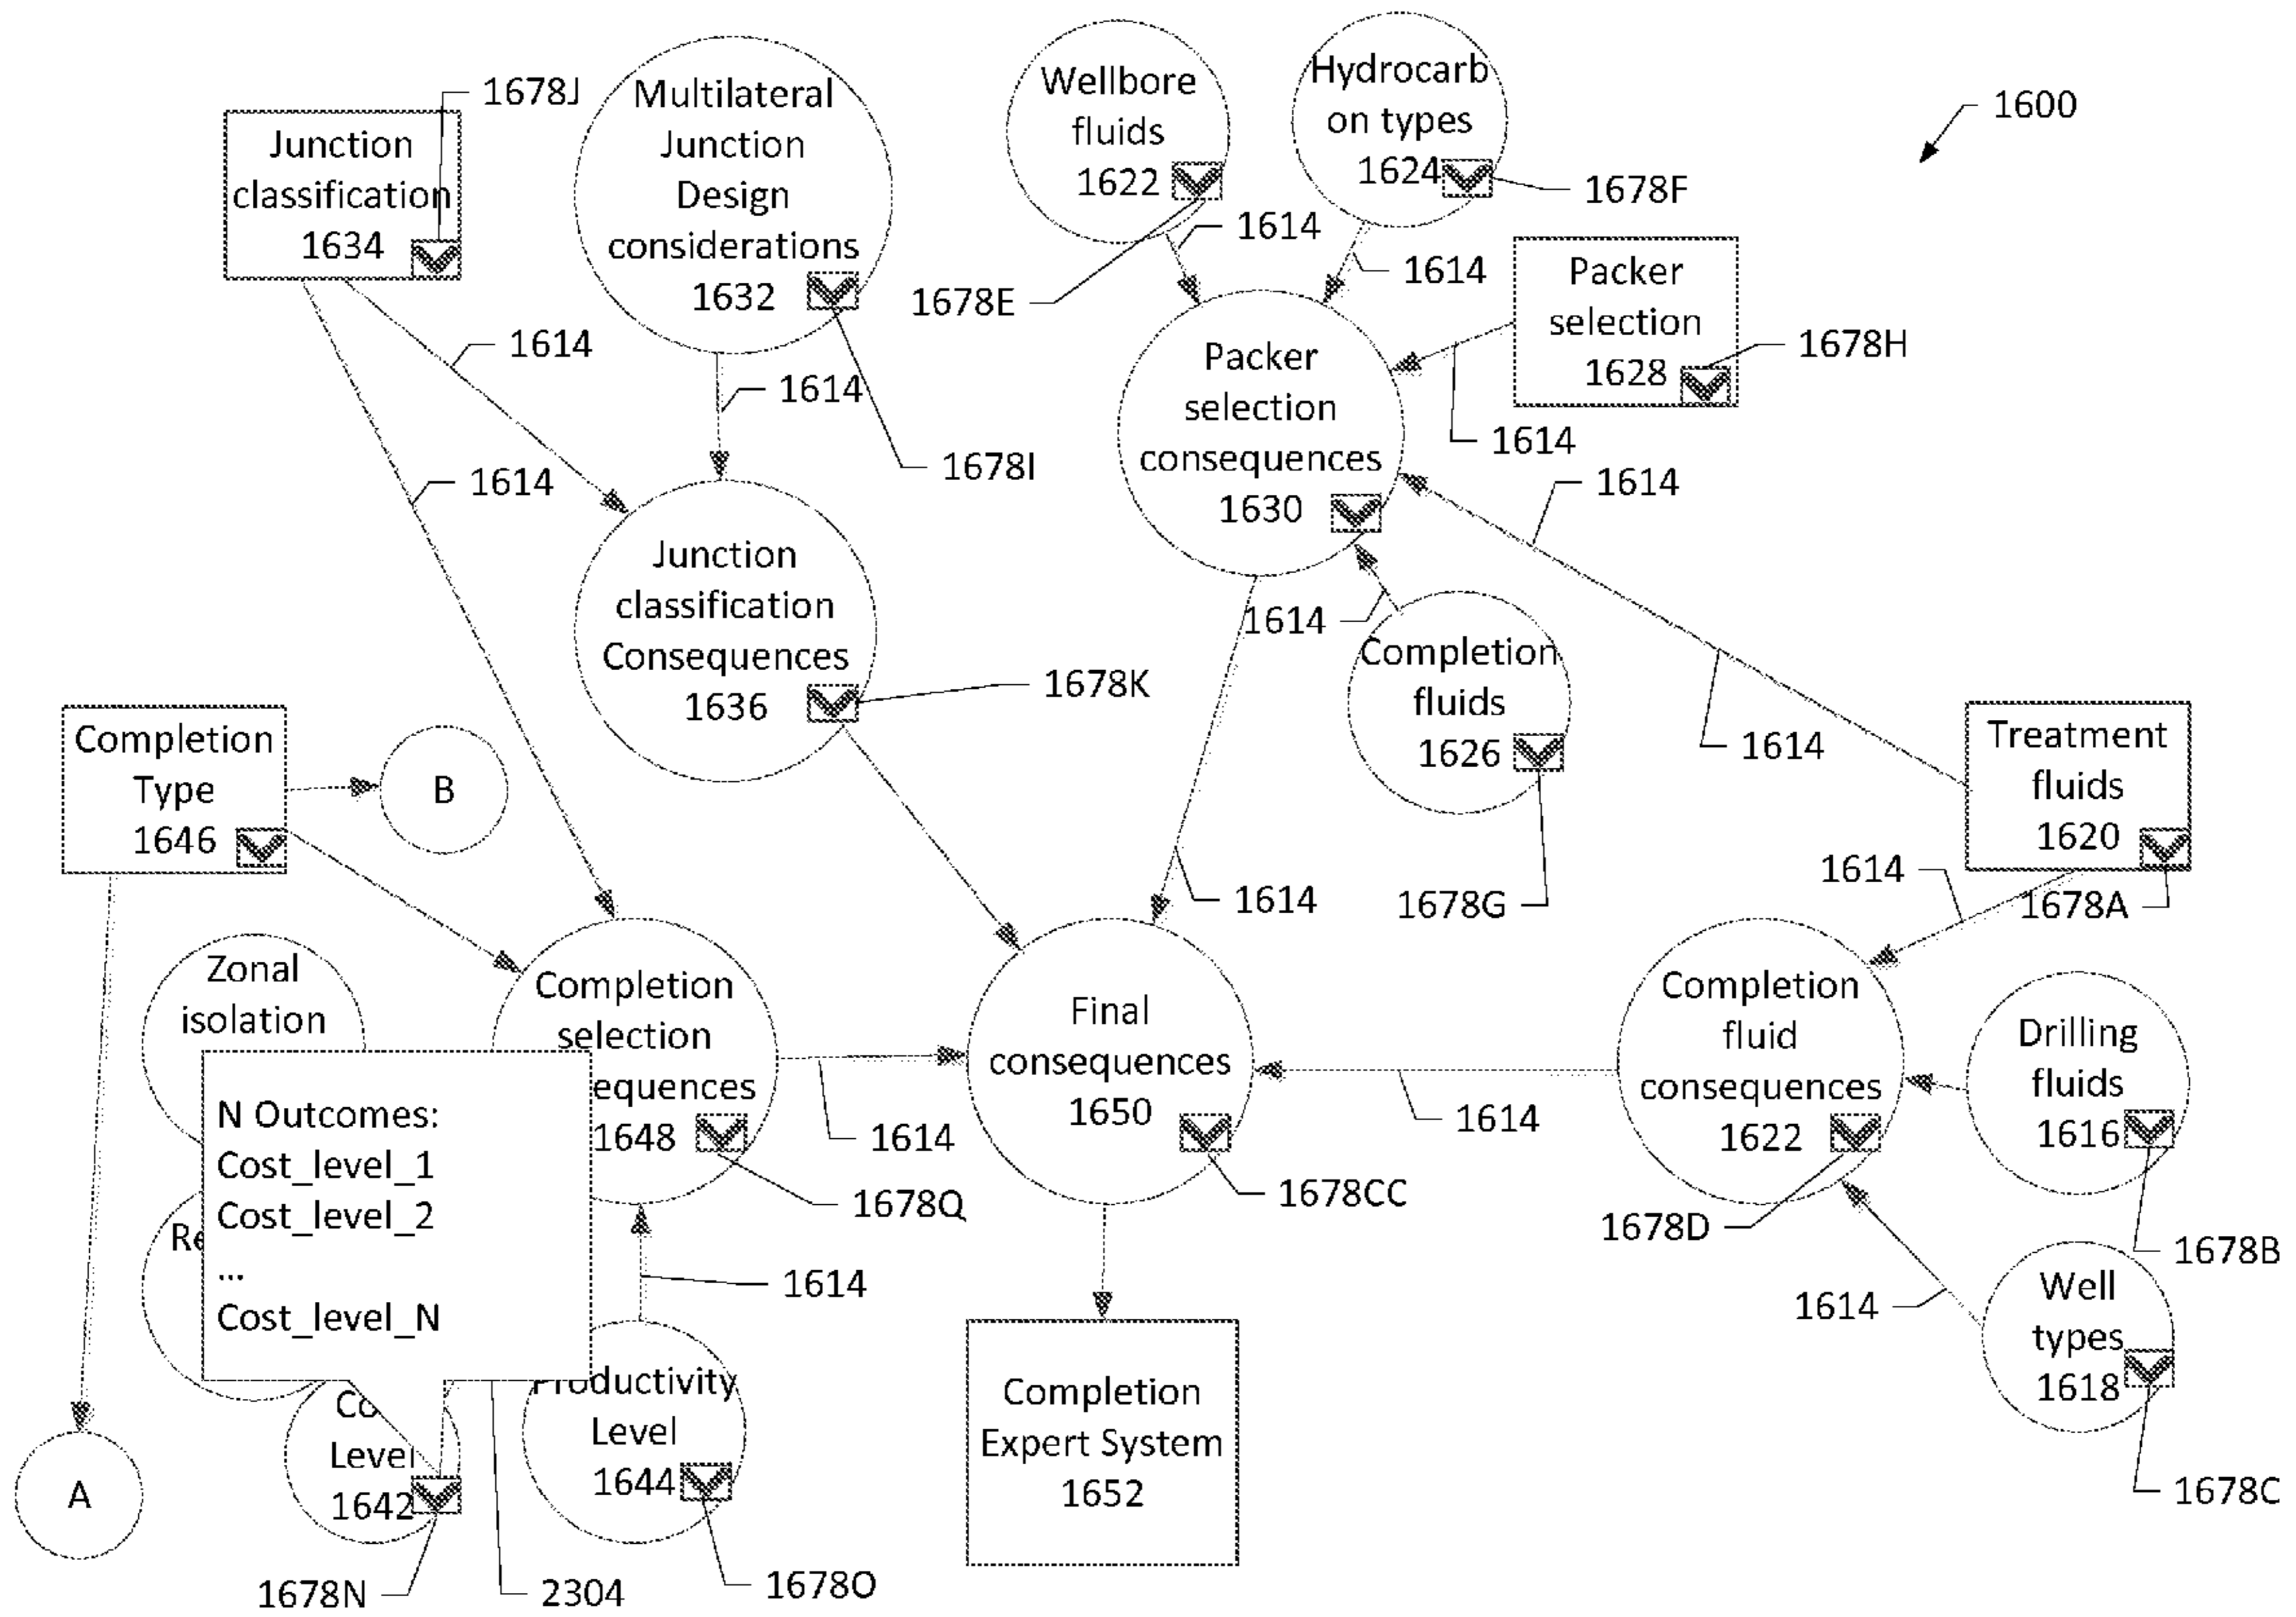 1600
1678J
Junction
classification
1634
Multilateral
Junction
Design
considerations
1632
1678I
Wellbore
fluids
1622
1678E
Hydrocarb
on types
1624
1678F
1614
1614
Packer
selection
1628
1678H
1614
1614
1614
1614
Packer
selection
consequences
1630
1614
1614
1614
Completion
fluids
1626
1678G
1614
Junction
classification
Consequences
1636
1678K
Completion
Type
1646
B
Treatment
fluids
1620
1678A
1614
1614
Zonal
isolation
Completion
selection
equences
1648
1678Q
1614
Final
consequences
1650
1678CC
1614
Completion
fluid
consequences
1622
1678D
Drilling
fluids
1616
1678B
N Outcomes:
Cost_level_1
Cost_level_2
...
Cost_level_N
Re
1614
1614
Well
types
1618
1678C
A
Co
Level
1642
1678N
2304
Productivity
Level
1644
1678O
Completion
Expert System
1652